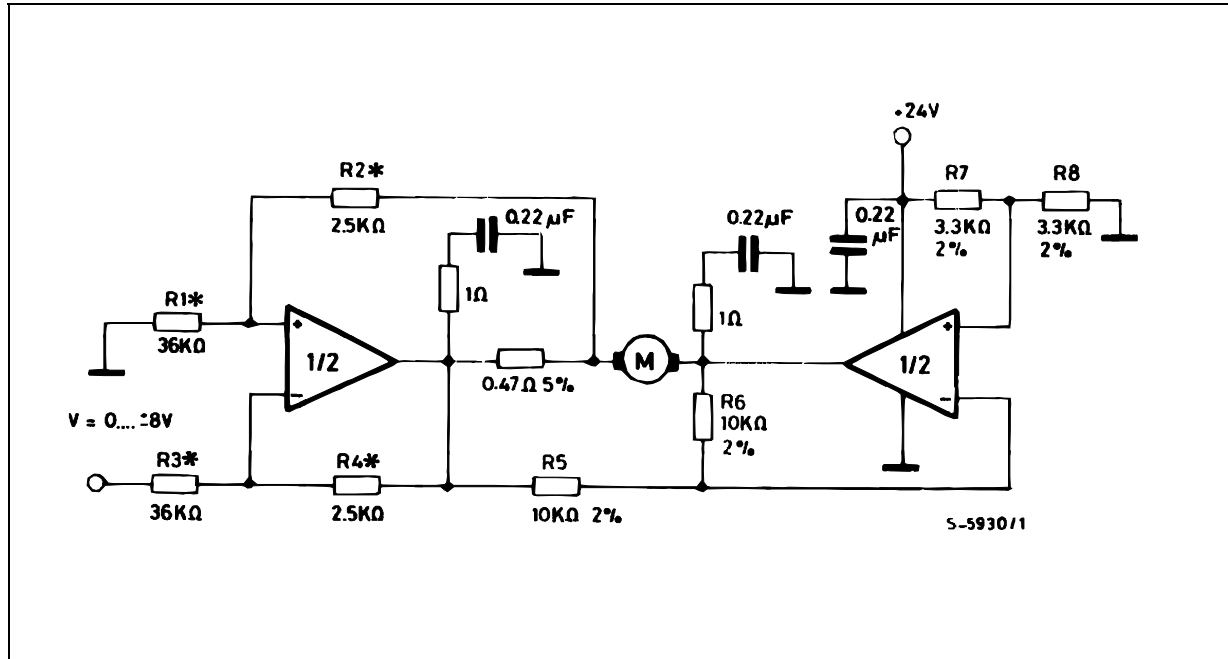 +24V
R2*
2.5KΩ
0.22µF
0.22µF
0.22
µF
R7
3.3KΩ
2%
R8
3.3KΩ
2%
1Ω
1Ω
R1*
36KΩ
+
1/2
-
0.47Ω 5%
M
+
1/2
-
R6
10KΩ
2%
V = 0....±8V
R3*
36KΩ
R4*
2.5KΩ
R5
10KΩ 2%
S-5930/1